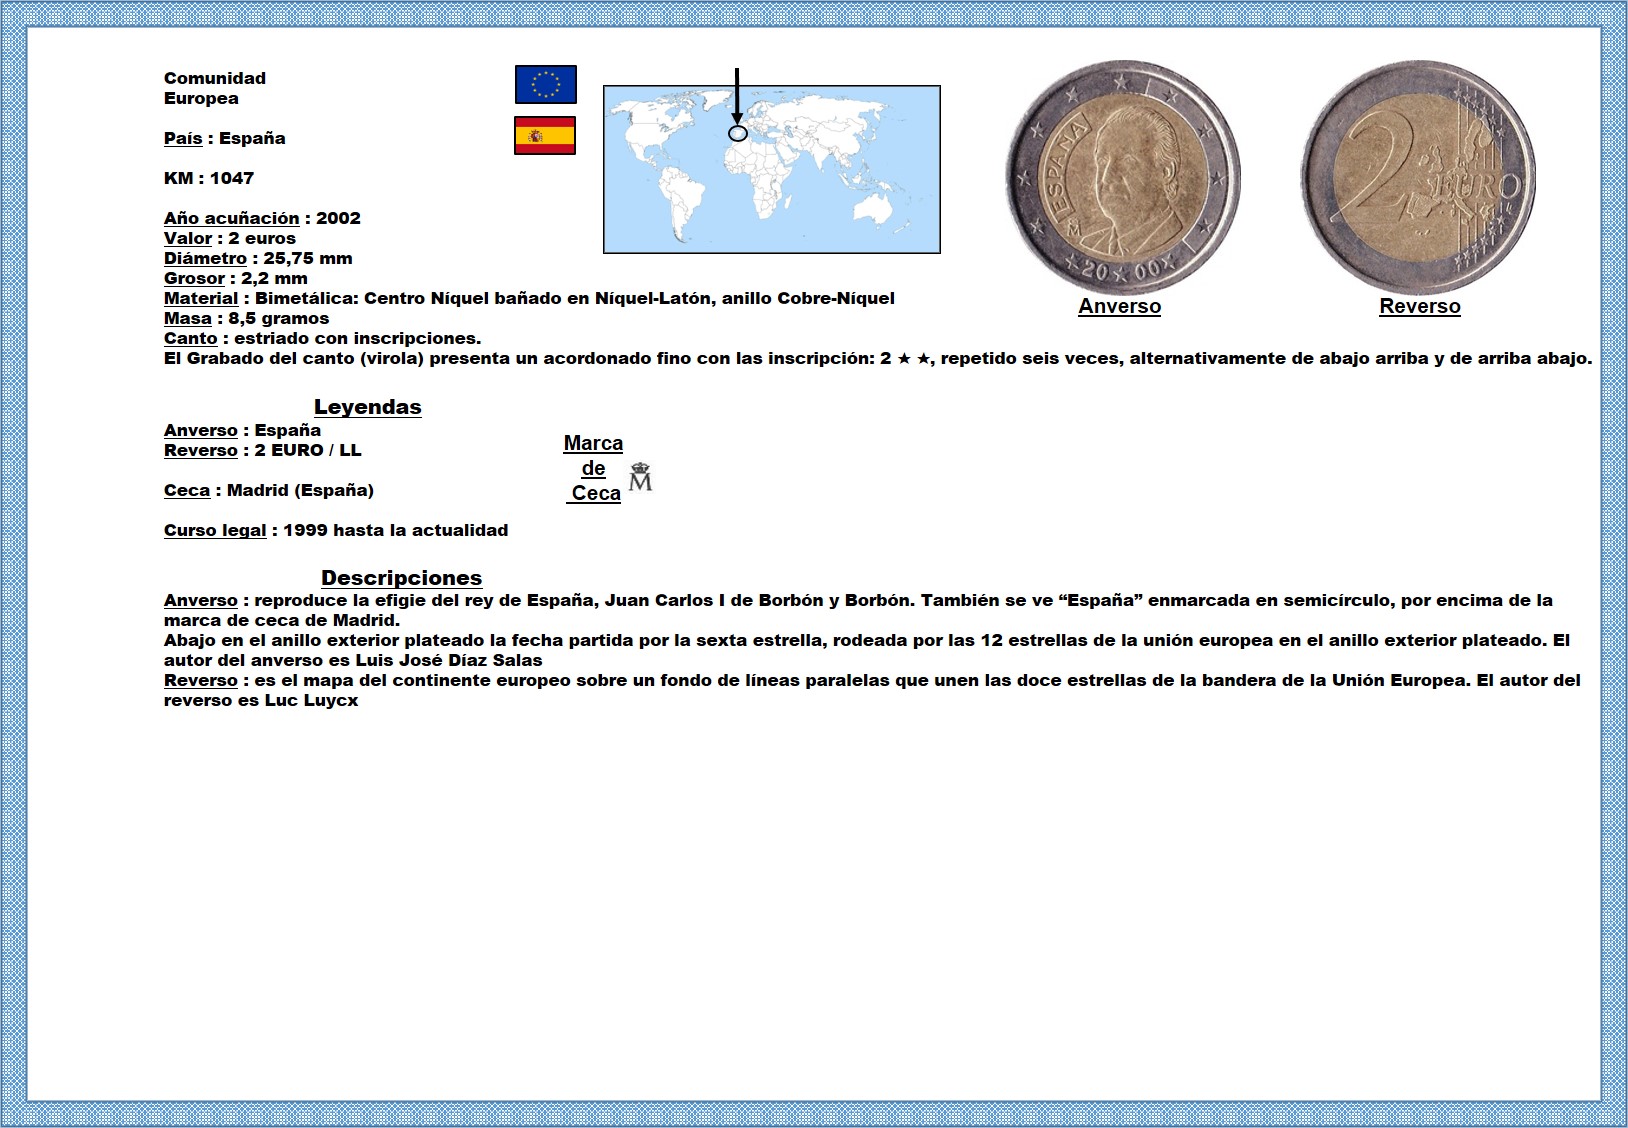 Comunidad
Europea
País : España
KM : 1047
Año acuñación : 2002
Valor : 2 euros
Diámetro : 25,75 mm
Grosor : 2,2 mm
Material : Bimetálica: Centro Níquel bañado en Níquel-Latón, anillo Cobre-Níquel
Masa : 8,5 gramos
Canto : estriado con inscripciones.
El Grabado del canto (virola) presenta un acordonado fino con las inscripción: 2 ★ ★, repetido seis veces, alternativamente de abajo arriba y de arriba abajo.
ESPAÑA
M
20 00
Anverso
2 EURO
LL
Reverso
Leyendas
Anverso : España
Reverso : 2 EURO / LL
Ceca : Madrid (España)
Marca
de
Ceca
M
Curso legal : 1999 hasta la actualidad
Descripciones
Anverso : reproduce la efigie del rey de España, Juan Carlos I de Borbón y Borbón. También se ve “España” enmarcada en semicírculo, por encima de la
marca de ceca de Madrid.
Abajo en el anillo exterior plateado la fecha partida por la sexta estrella, rodeada por las 12 estrellas de la unión europea en el anillo exterior plateado. El
autor del anverso es Luis José Díaz Salas
Reverso : es el mapa del continente europeo sobre un fondo de líneas paralelas que unen las doce estrellas de la bandera de la Unión Europea. El autor del
reverso es Luc Luycx